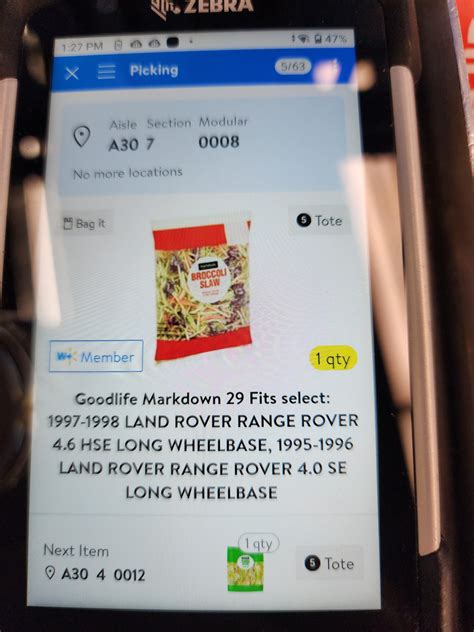 ZEBRA
1:27 PM 47%
Picking 5/63
Aisle Section Modular
A30 7 0008
No more locations
Bag it 5 Tote
BROCCOLI
SLAW
W+ Member 1 qty
Goodlife Markdown 29 Fits select:
1997-1998 LAND ROVER RANGE ROVER
4.6 HSE LONG WHEELBASE, 1995-1996
LAND ROVER RANGE ROVER 4.0 SE
LONG WHEELBASE
Next Item 1 qty
A30 4 0012 5 Tote